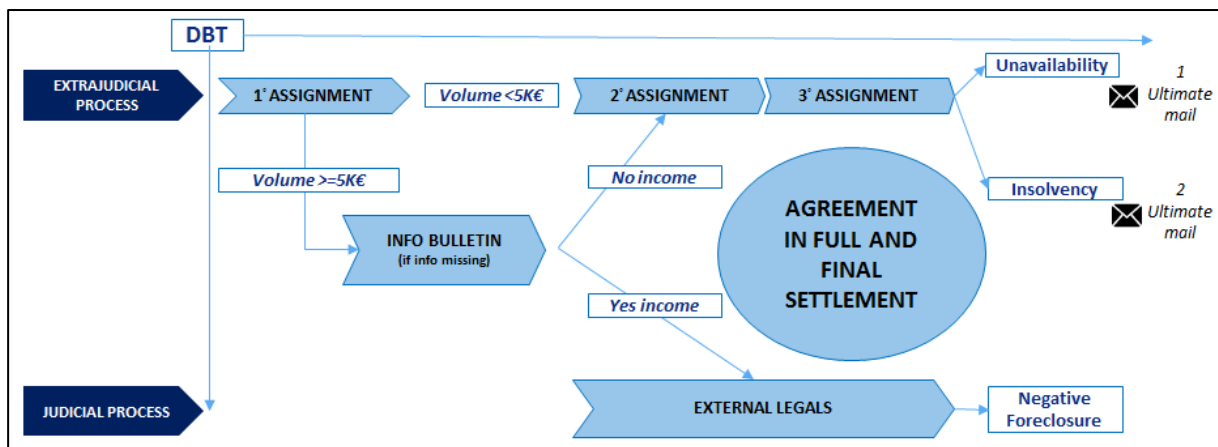 DBT
EXTRAJUDICIAL
PROCESS
1° ASSIGNMENT
Volume <5K€
2° ASSIGNMENT
3° ASSIGNMENT
Unavailability
1
Ultimate
mail
Volume >=5K€
No income
Insolvency
2
Ultimate
mail
INFO BULLETIN
(if info missing)
AGREEMENT
IN FULL AND
FINAL
SETTLEMENT
Yes income
JUDICIAL PROCESS
EXTERNAL LEGALS
Negative
Foreclosure